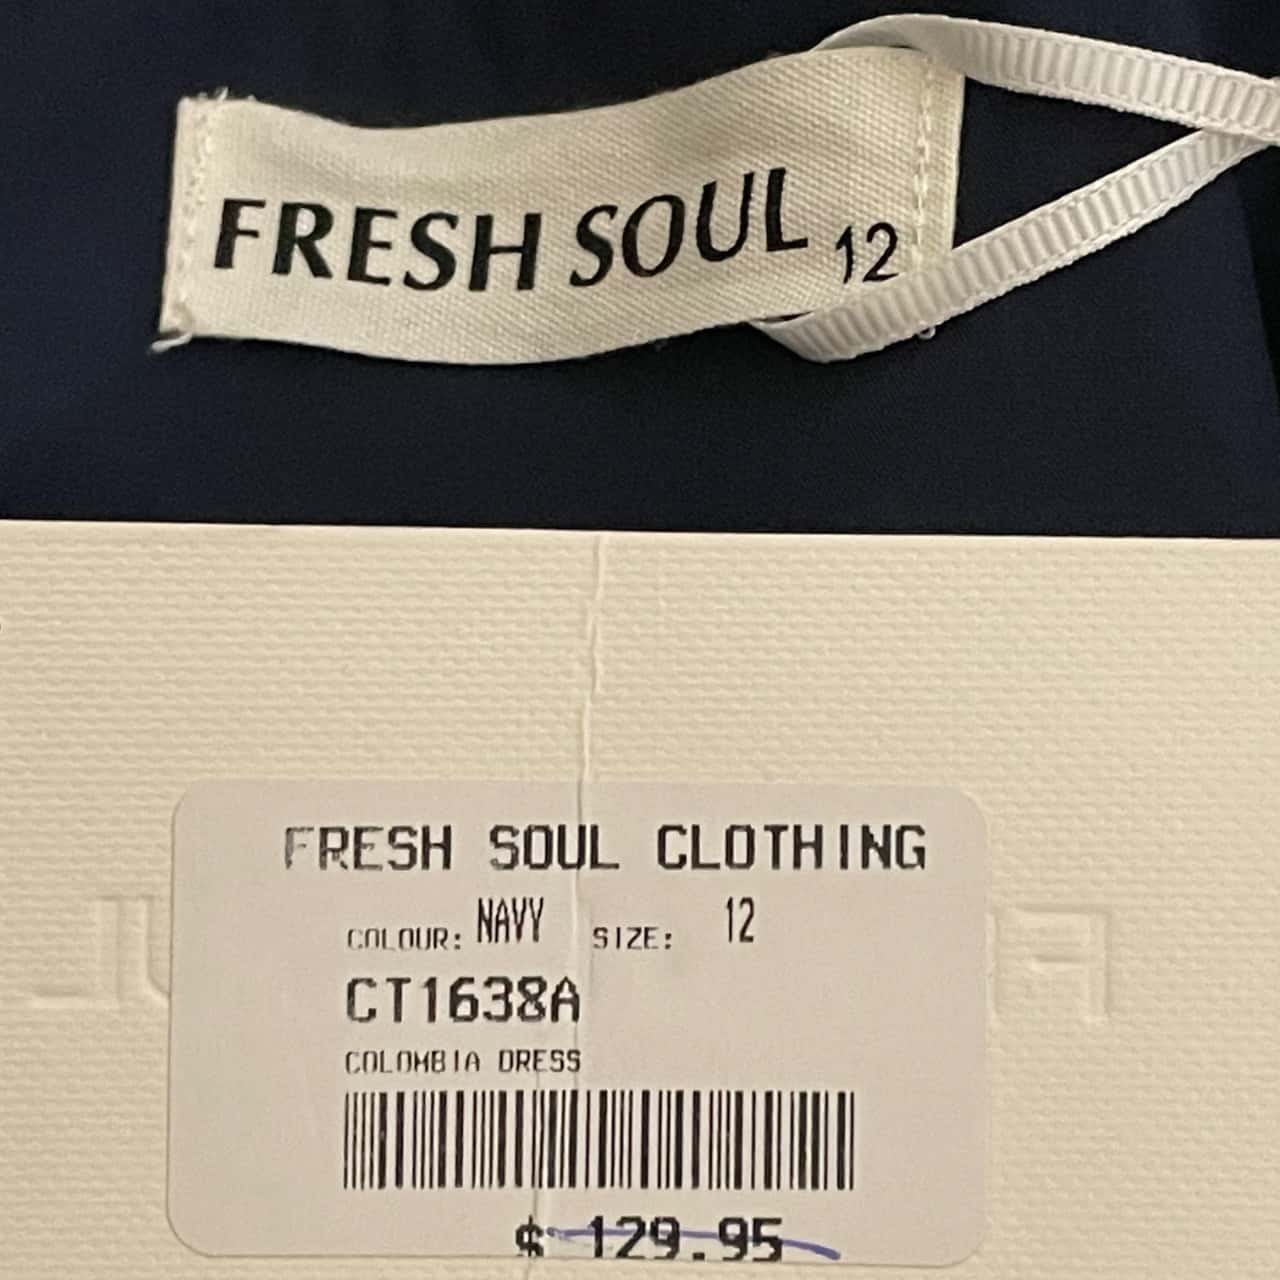 FRESH SOUL 12
FRESH SOUL CLOTHING
COLOUR: NAVY SIZE: 12
CT1638A
COLOMBIA DRESS
$ 129.95